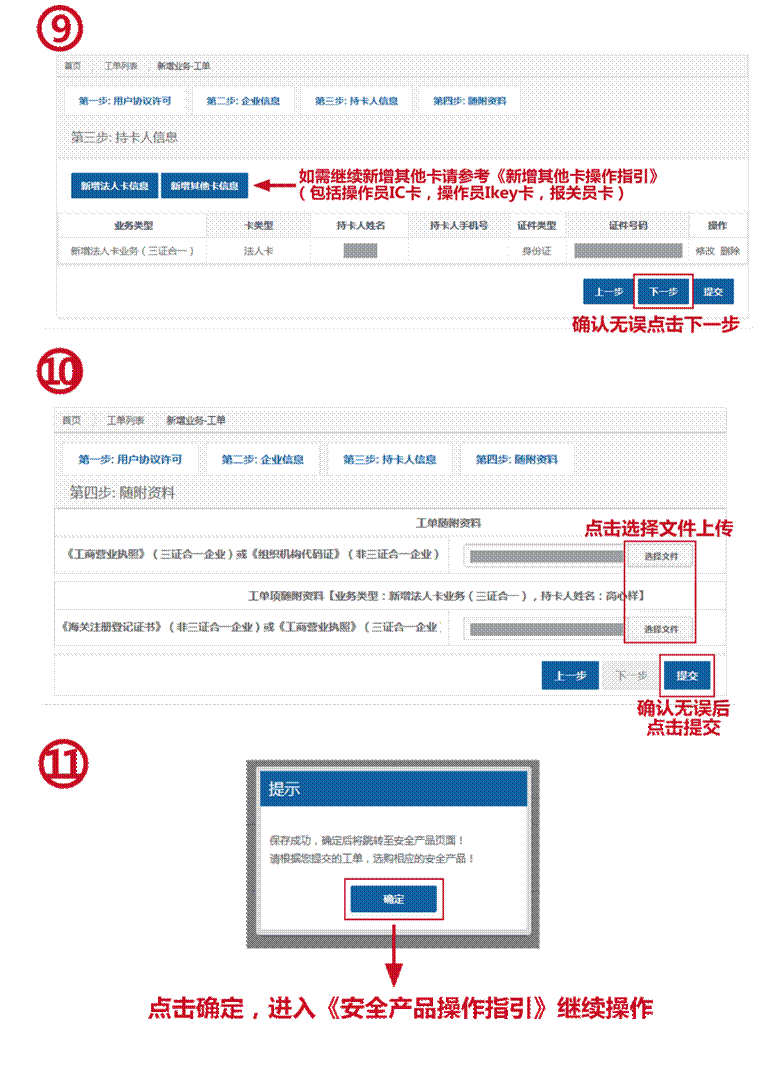 ⑨
首页 工单列表 新增业务-工单
第一步: 用户协议许可 第二步: 企业信息 第三步: 持卡人信息 第四步: 随附资料
第三步: 持卡人信息
新增法人卡信息 新增其他卡信息
如需继续新增其他卡请参考《新增其他卡操作指引》
（包括操作员IC卡，操作员Ikey卡，报关员卡）
业务类型 卡类型 持卡人姓名 持卡人手机号 证件类型 证件号码 操作
新增法人卡业务（三证合一） 法人卡 身份证 修改 删除
上一步 下一步 提交
确认无误点击下一步
⑩
首页 工单列表 新增业务-工单
第一步: 用户协议许可 第二步: 企业信息 第三步: 持卡人信息 第四步: 随附资料
第四步: 随附资料
工单随附资料
点击选择文件上传
《工商营业执照》（三证合一企业）或《组织机构代码证》（非三证合一企业） 选择文件
工单项随附资料【业务类型：新增法人卡业务（三证合一），持卡人姓名：高心样】
《海关注册登记证书》（非三证合一企业）或《工商营业执照》（三证合一企业 选择文件
上一步 下一步 提交
确认无误后
点击提交
⑪
提示
保存成功，确定后将跳转至安全产品页面！
请根据您提交的工单，选购相应的安全产品！
确定
点击确定，进入《安全产品操作指引》继续操作